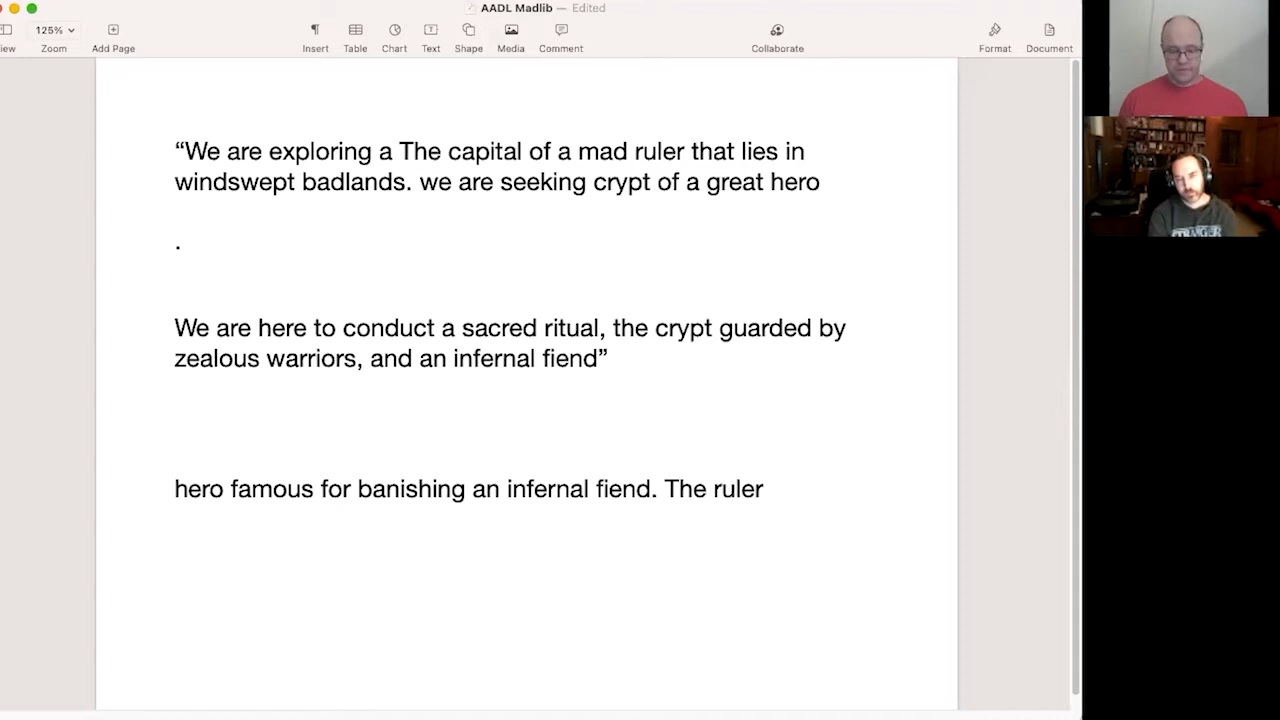 AADL Madlib — Edited
125%
Zoom
Add Page
Insert
Table
Chart
Text
Shape
Media
Comment
Collaborate
Format
Document
“We are exploring a The capital of a mad ruler that lies in
windswept badlands. we are seeking crypt of a great hero
.
We are here to conduct a sacred ritual, the crypt guarded by
zealous warriors, and an infernal fiend”
hero famous for banishing an infernal fiend. The ruler
STRANGER